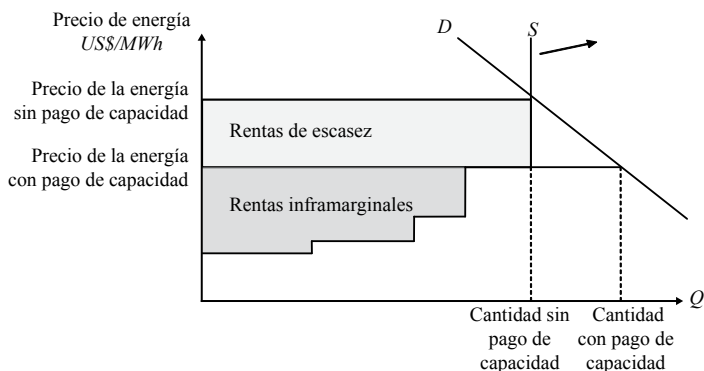 Precio de energía
US$/MWh
D
S
Precio de la energía
sin pago de capacidad
Rentas de escasez
Precio de la energía
con pago de capacidad
Rentas inframarginales
Q
Cantidad sin
pago de
capacidad
Cantidad
con pago de
capacidad